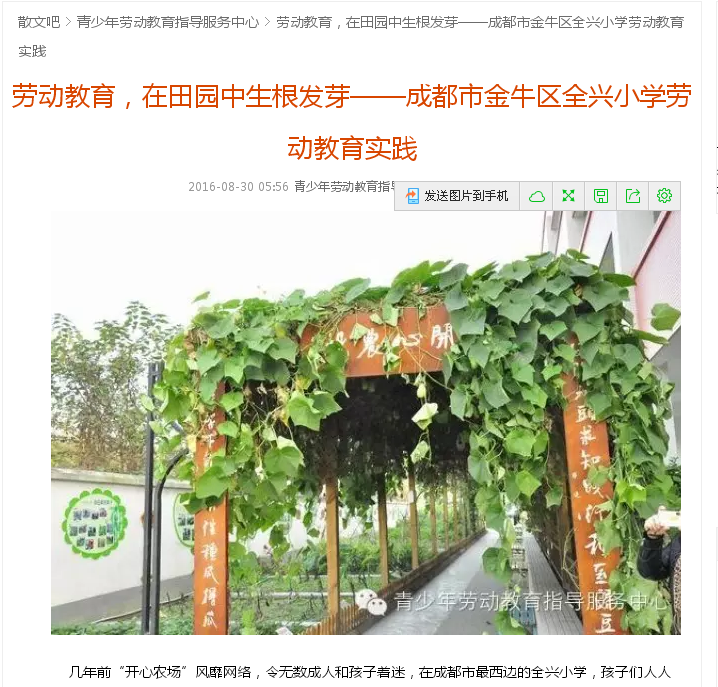 散文吧 > 青少年劳动教育指导服务中心 > 劳动教育，在田园中生根发芽——成都市金牛区全兴小学劳动教育
实践
劳动教育，在田园中生根发芽——成都市金牛区全兴小学劳
动教育实践
2016-08-30 05:56 青少年劳动教育指
发送图片到手机
開心農
青少年劳动教育指导服务中心
几年前“开心农场”风靡网络，令无数成人和孩子着迷，在成都市最西边的全兴小学，孩子们人人